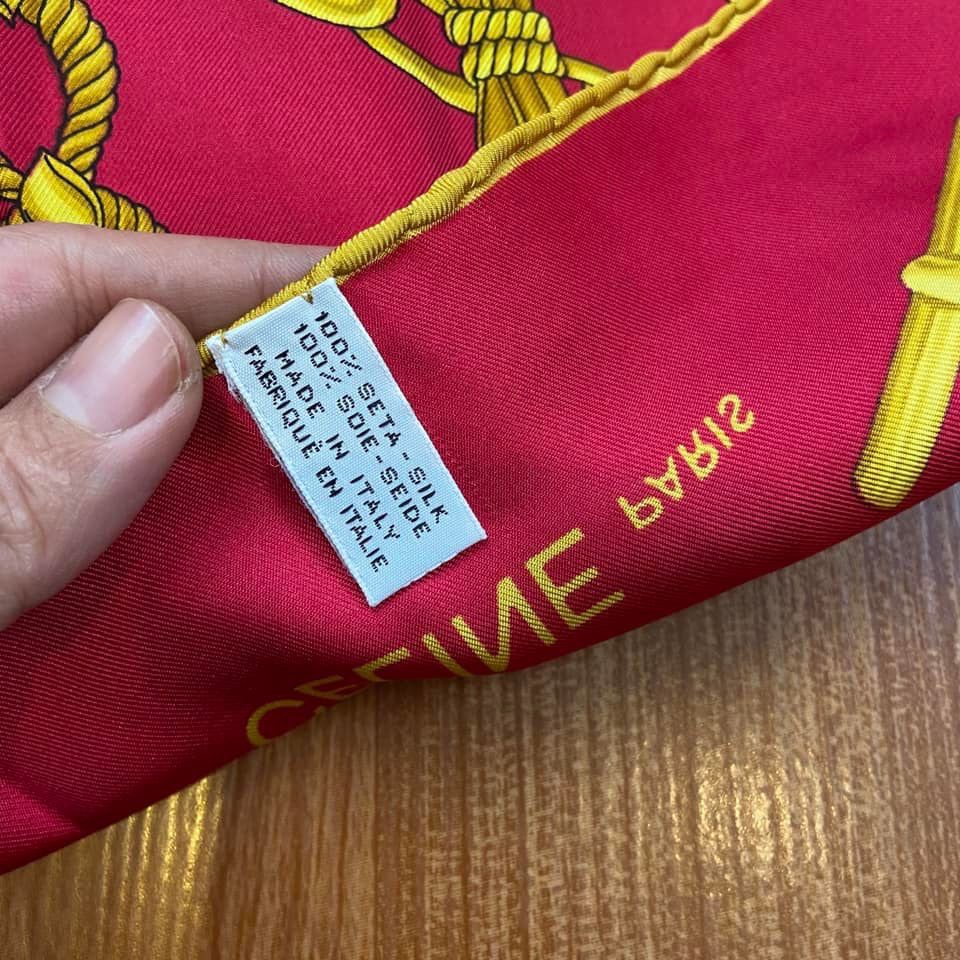 100% SETA-SILK
100% SOIE-SEIDE
MADE IN ITALY
FABRIQUÉ EN ITALIE
CELINE PARIS